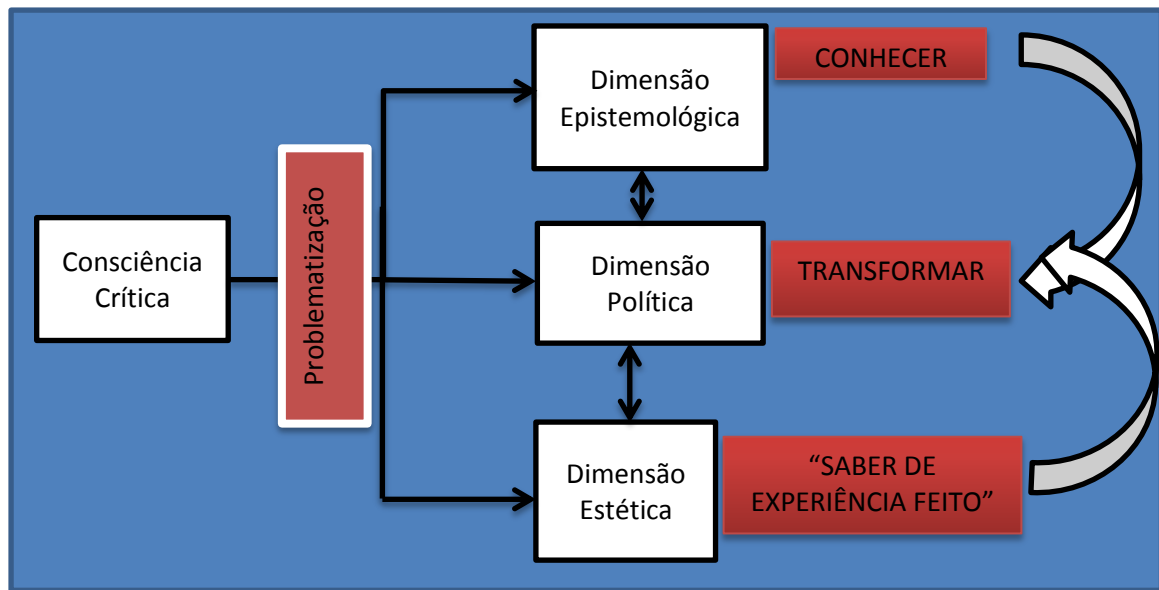 Consciência
Crítica
Problematização
Dimensão
Epistemológica
CONHECER
Dimensão
Política
TRANSFORMAR
Dimensão
Estética
“SABER DE
EXPERIÊNCIA FEITO”